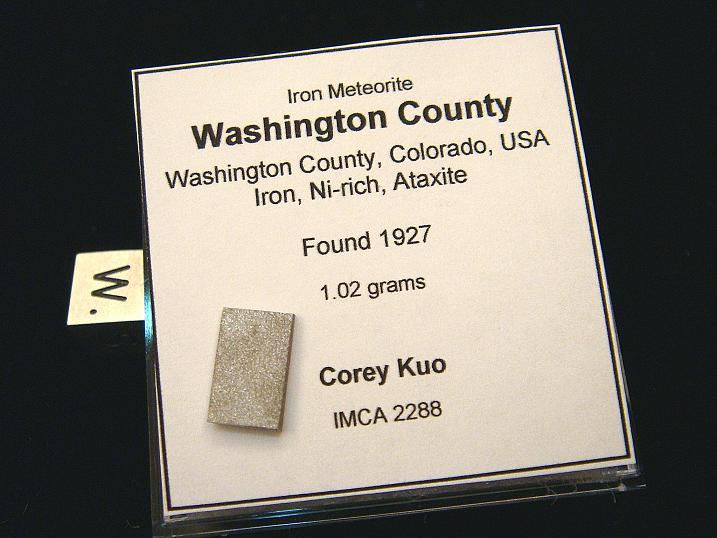 Iron Meteorite
Washington County
Washington County, Colorado, USA
Iron, Ni-rich, Ataxite
Found 1927
1.02 grams
Corey Kuo
IMCA 2288
W.